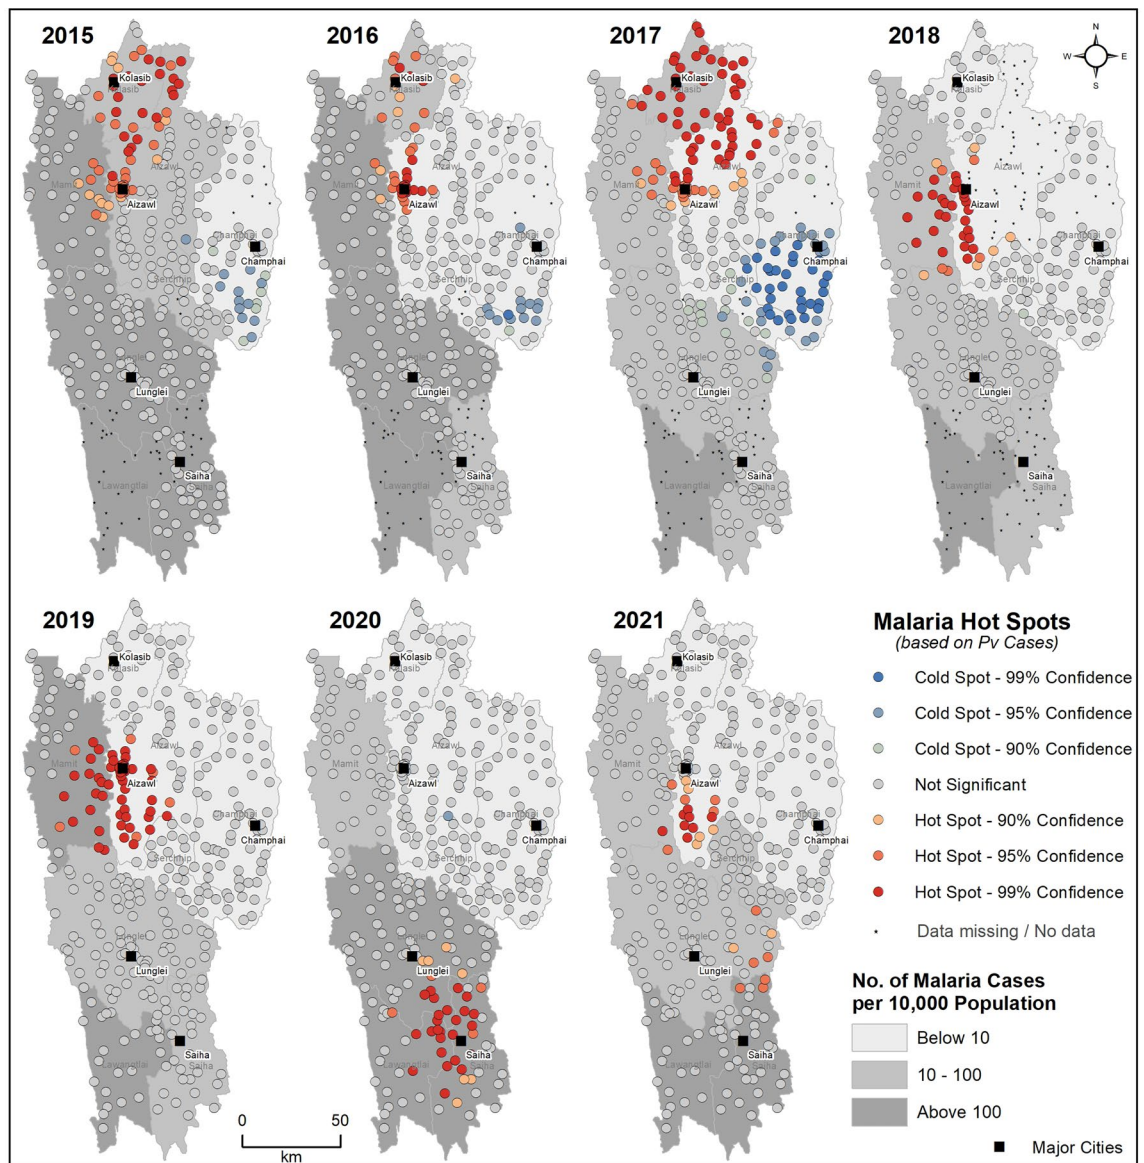 2015
2016
2017
2018
N
W
E
S
Kolasib
Kolasib
Aizawl
Mamit
Aizawl
Champhai
Champhai
Lunglei
Lunglei
Lawangtlai
Saiha
Saiha
Kolasib
Kolasib
Aizawl
Mamit
Aizawl
Champhai
Champhai
Serchhip
Lunglei
Lunglei
Lawangtlai
Saiha
Saiha
Kolasib
Kolasib
Aizawl
Mamit
Aizawl
Champhai
Champhai
Serchhip
Lunglei
Lunglei
Lawangtlai
Saiha
Saiha
Kolasib
Kolasib
Aizawl
Mamit
Aizawl
Champhai
Champhai
Serchhip
Lunglei
Lunglei
Lawangtlai
Saiha
Saiha
2019
2020
2021
Kolasib
Kolasib
Aizawl
Mamit
Aizawl
Champhai
Champhai
Serchhip
Lunglei
Lunglei
Lawangtlai
Saiha
Saiha
Kolasib
Kolasib
Aizawl
Mamit
Aizawl
Champhai
Champhai
Serchhip
Lunglei
Lunglei
Lawangtlai
Saiha
Saiha
Kolasib
Kolasib
Aizawl
Mamit
Aizawl
Champhai
Champhai
Serchhip
Lunglei
Lunglei
Lawangtlai
Saiha
Saiha
0 50
km
Malaria Hot Spots
(based on Pv Cases)
Cold Spot - 99% Confidence
Cold Spot - 95% Confidence
Cold Spot - 90% Confidence
Not Significant
Hot Spot - 90% Confidence
Hot Spot - 95% Confidence
Hot Spot - 99% Confidence
Data missing / No data
No. of Malaria Cases
per 10,000 Population
Below 10
10 - 100
Above 100
Major Cities